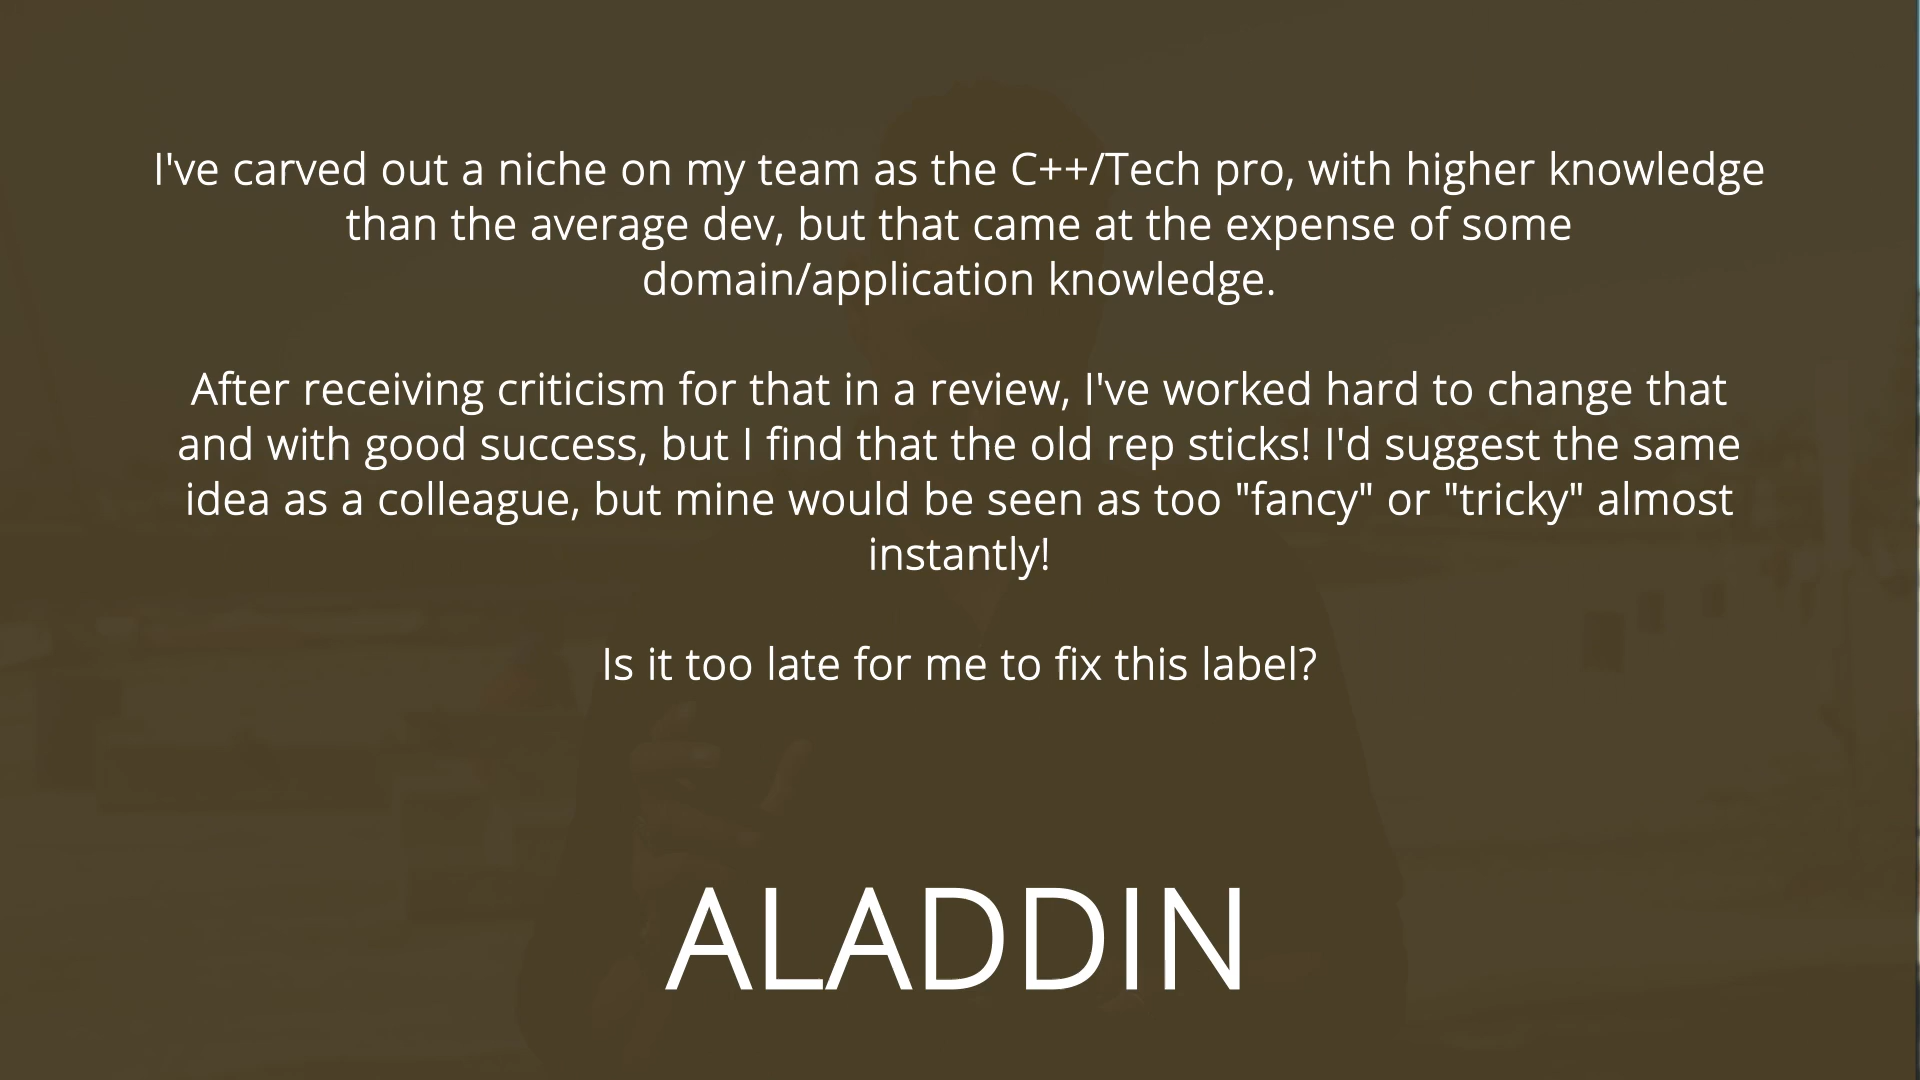 I've carved out a niche on my team as the C++/Tech pro, with higher knowledge
than the average dev, but that came at the expense of some
domain/application knowledge.
After receiving criticism for that in a review, I've worked hard to change that
and with good success, but I find that the old rep sticks! I'd suggest the same
idea as a colleague, but mine would be seen as too "fancy" or "tricky" almost
instantly!
Is it too late for me to fix this label?
ALADDIN